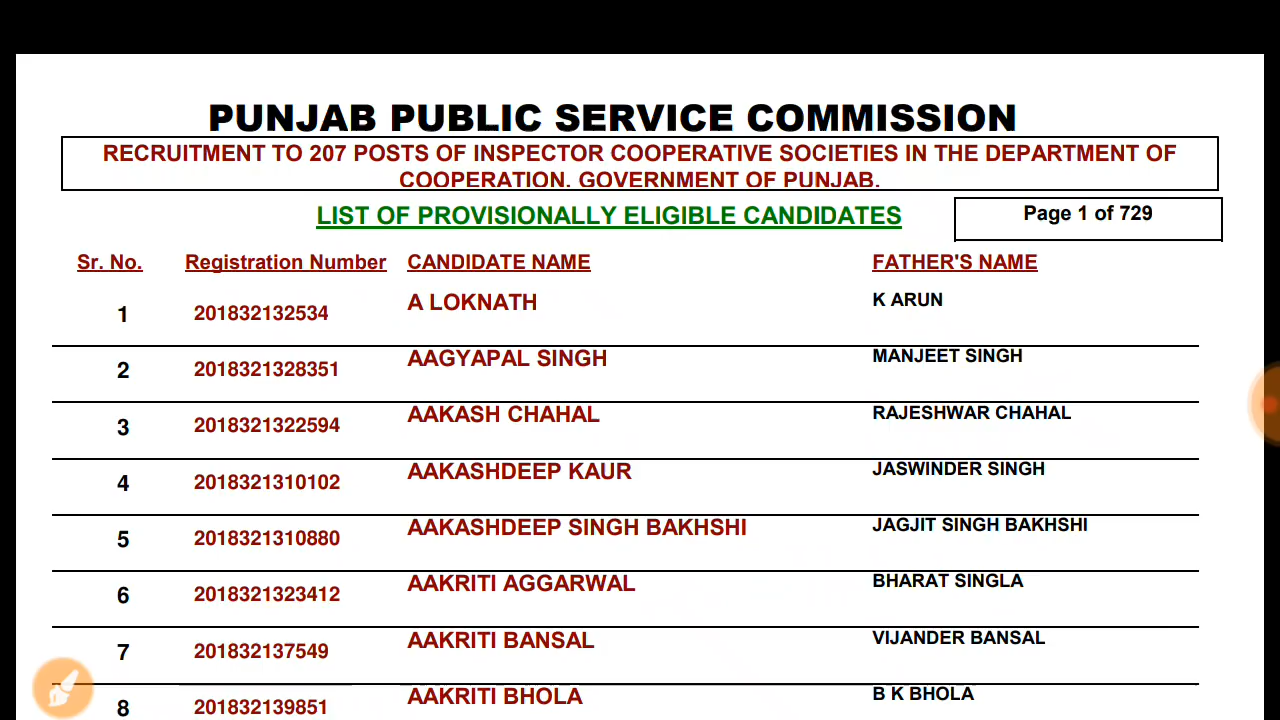 PUNJAB PUBLIC SERVICE COMMISSION
RECRUITMENT TO 207 POSTS OF INSPECTOR COOPERATIVE SOCIETIES IN THE DEPARTMENT OF
COOPERATION, GOVERNMENT OF PUNJAB.
LIST OF PROVISIONALLY ELIGIBLE CANDIDATES Page 1 of 729
Sr. No. Registration Number CANDIDATE NAME FATHER'S NAME
1 201832132534 A LOKNATH K ARUN
2 2018321328351 AAGYAPAL SINGH MANJEET SINGH
3 2018321322594 AAKASH CHAHAL RAJESHWAR CHAHAL
4 2018321310102 AAKASHDEEP KAUR JASWINDER SINGH
5 2018321310880 AAKASHDEEP SINGH BAKHSHI JAGJIT SINGH BAKHSHI
6 2018321323412 AAKRITI AGGARWAL BHARAT SINGLA
7 201832137549 AAKRITI BANSAL VIJANDER BANSAL
8 201832139851 AAKRITI BHOLA B K BHOLA